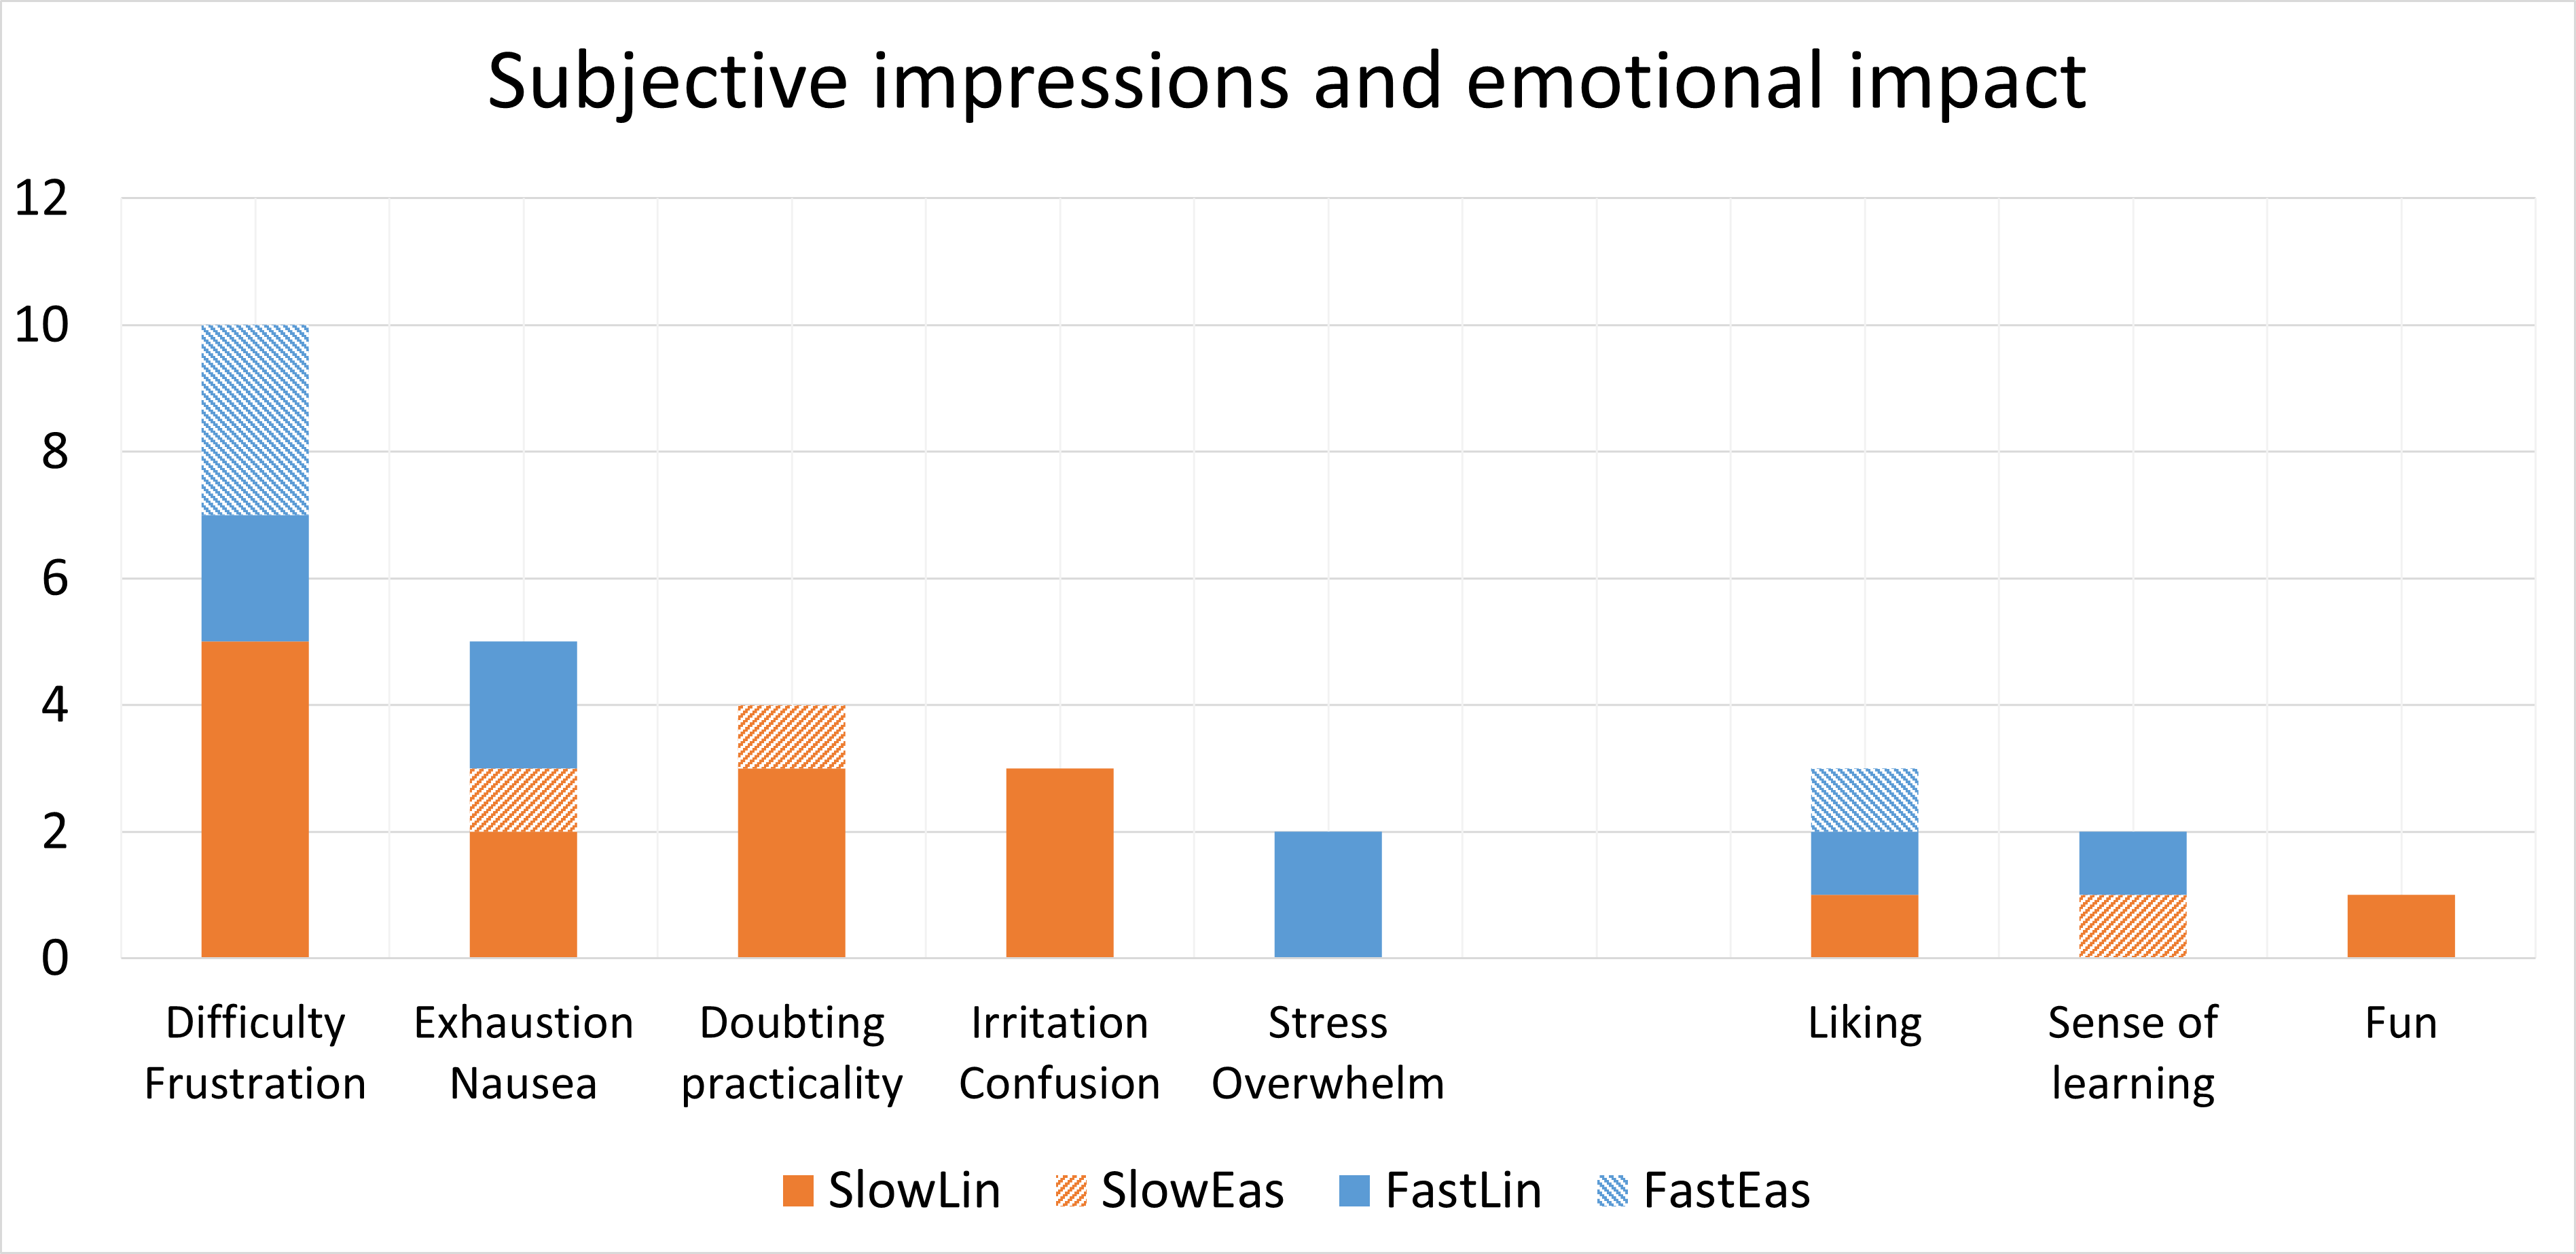 Subjective impressions and emotional impact
12
10
8
6
4
2
0
Difficulty
Frustration
Exhaustion
Nausea
Doubting
practicality
Irritation
Confusion
Stress
Overwhelm
Liking
Sense of
learning
Fun
SlowLin
SlowEas
FastLin
FastEas